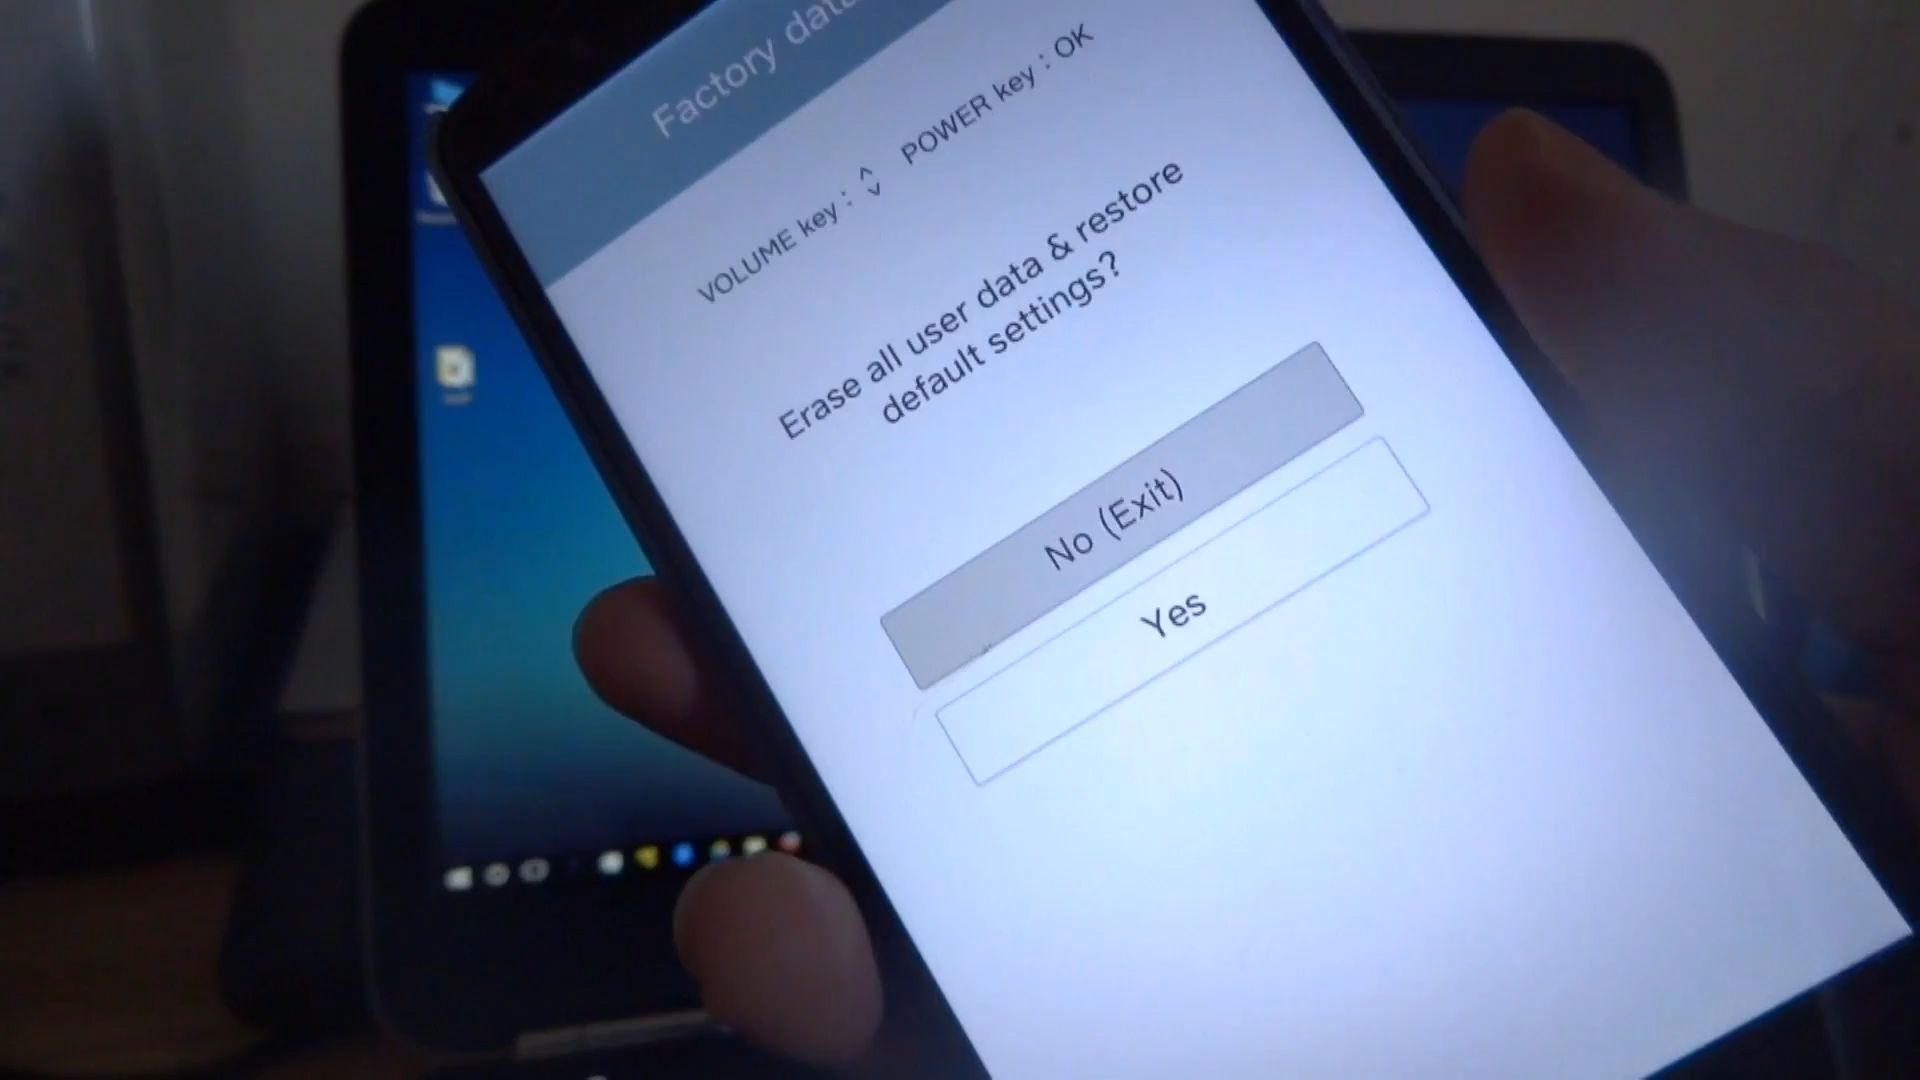 Factory data
VOLUME key : POWER key : OK
Erase all user data & restore
default settings?
No (Exit)
Yes